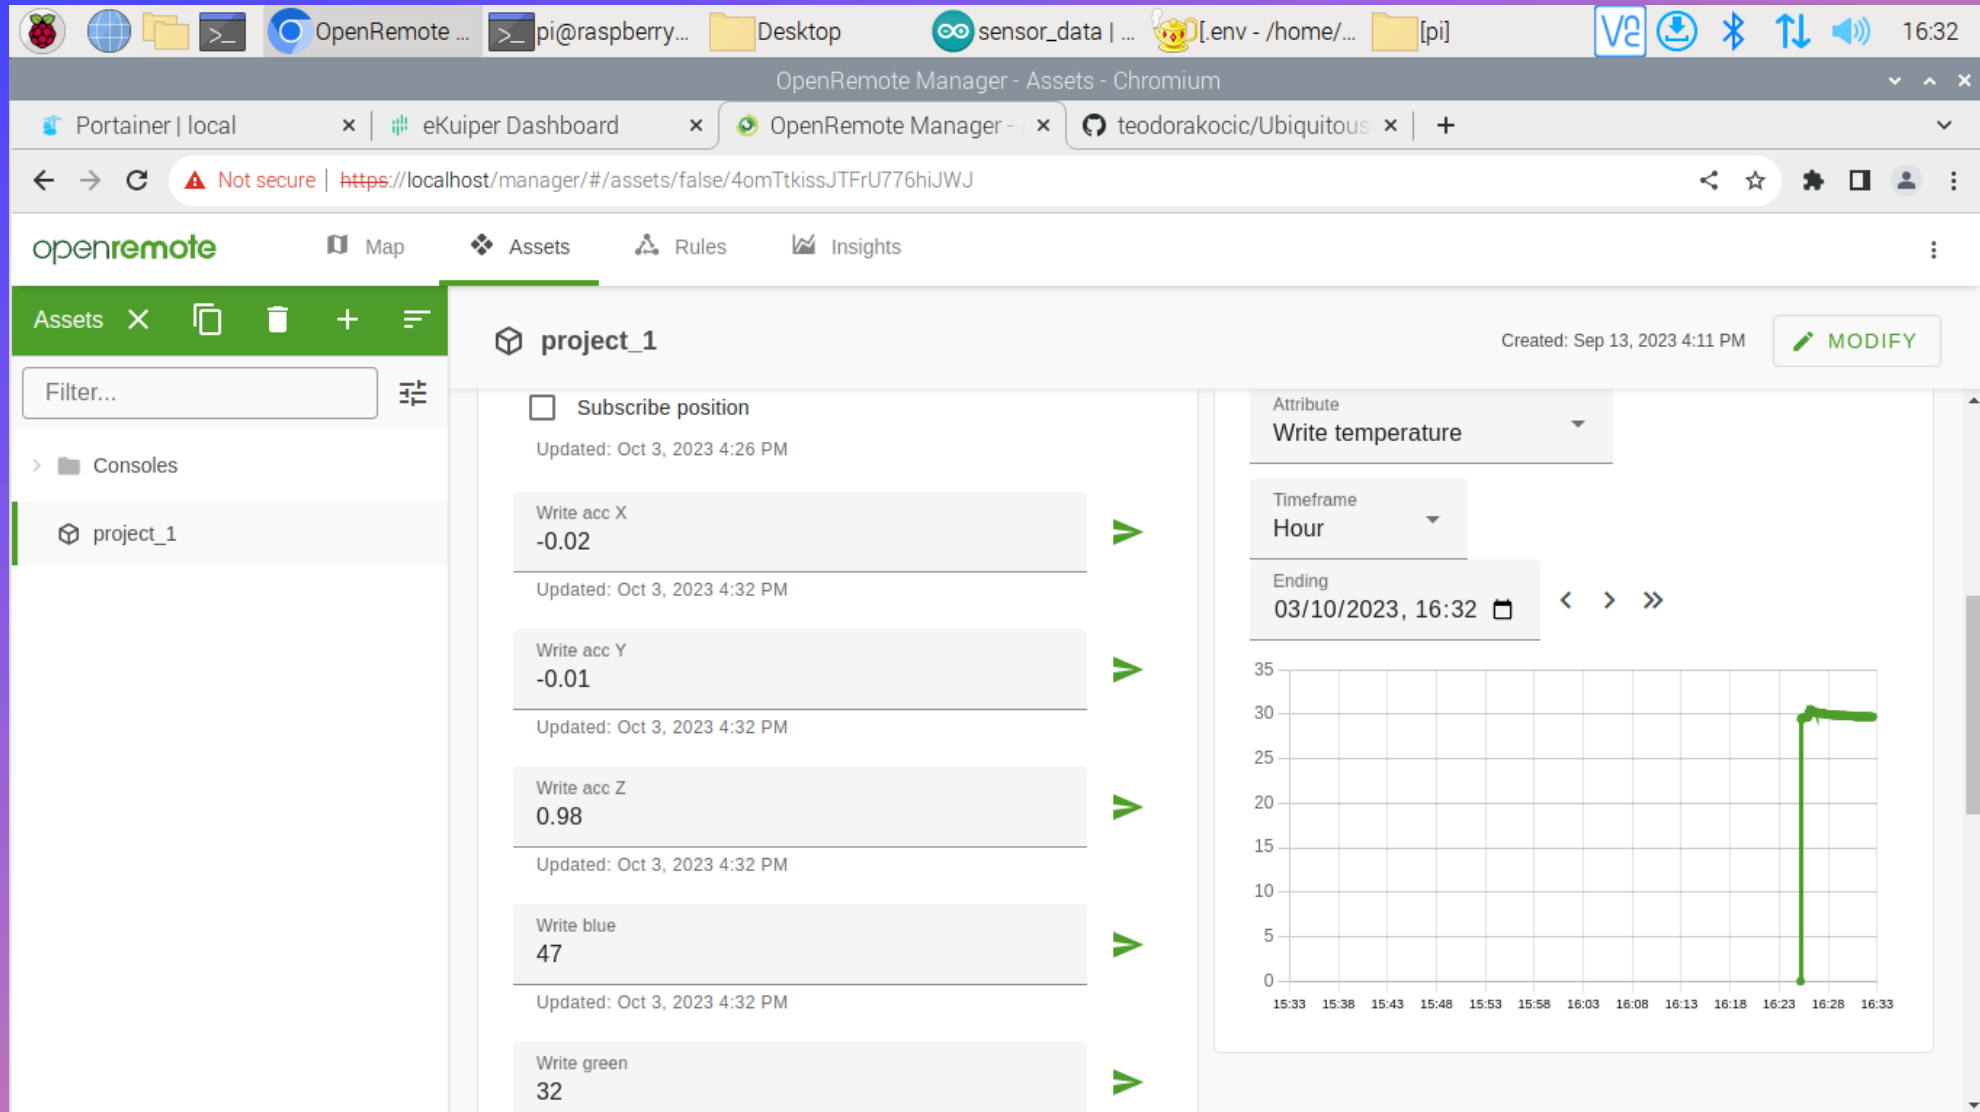 OpenRemote ...
pi@raspberry...
Desktop
sensor_data | ...
[.env - /home/...
[pi]
16:32
OpenRemote Manager - Assets - Chromium
Portainer | local
eKuiper Dashboard
OpenRemote Manager -
teodorakocic/Ubiquitous
Not secure
https://localhost/manager/#/assets/false/4omTtkissJTFrU776hiJWJ
openremote
Map
Assets
Rules
Insights
Assets
project_1
Created: Sep 13, 2023 4:11 PM
MODIFY
Filter...
Consoles
project_1
Subscribe position
Updated: Oct 3, 2023 4:26 PM
Write acc X
-0.02
Updated: Oct 3, 2023 4:32 PM
Write acc Y
-0.01
Updated: Oct 3, 2023 4:32 PM
Write acc Z
0.98
Updated: Oct 3, 2023 4:32 PM
Write blue
47
Updated: Oct 3, 2023 4:32 PM
Write green
32
Attribute
Write temperature
Timeframe
Hour
Ending
03/10/2023, 16:32
35
30
25
20
15
10
5
0
15:33 15:38 15:43 15:48 15:53 15:58 16:03 16:08 16:13 16:18 16:23 16:28 16:33